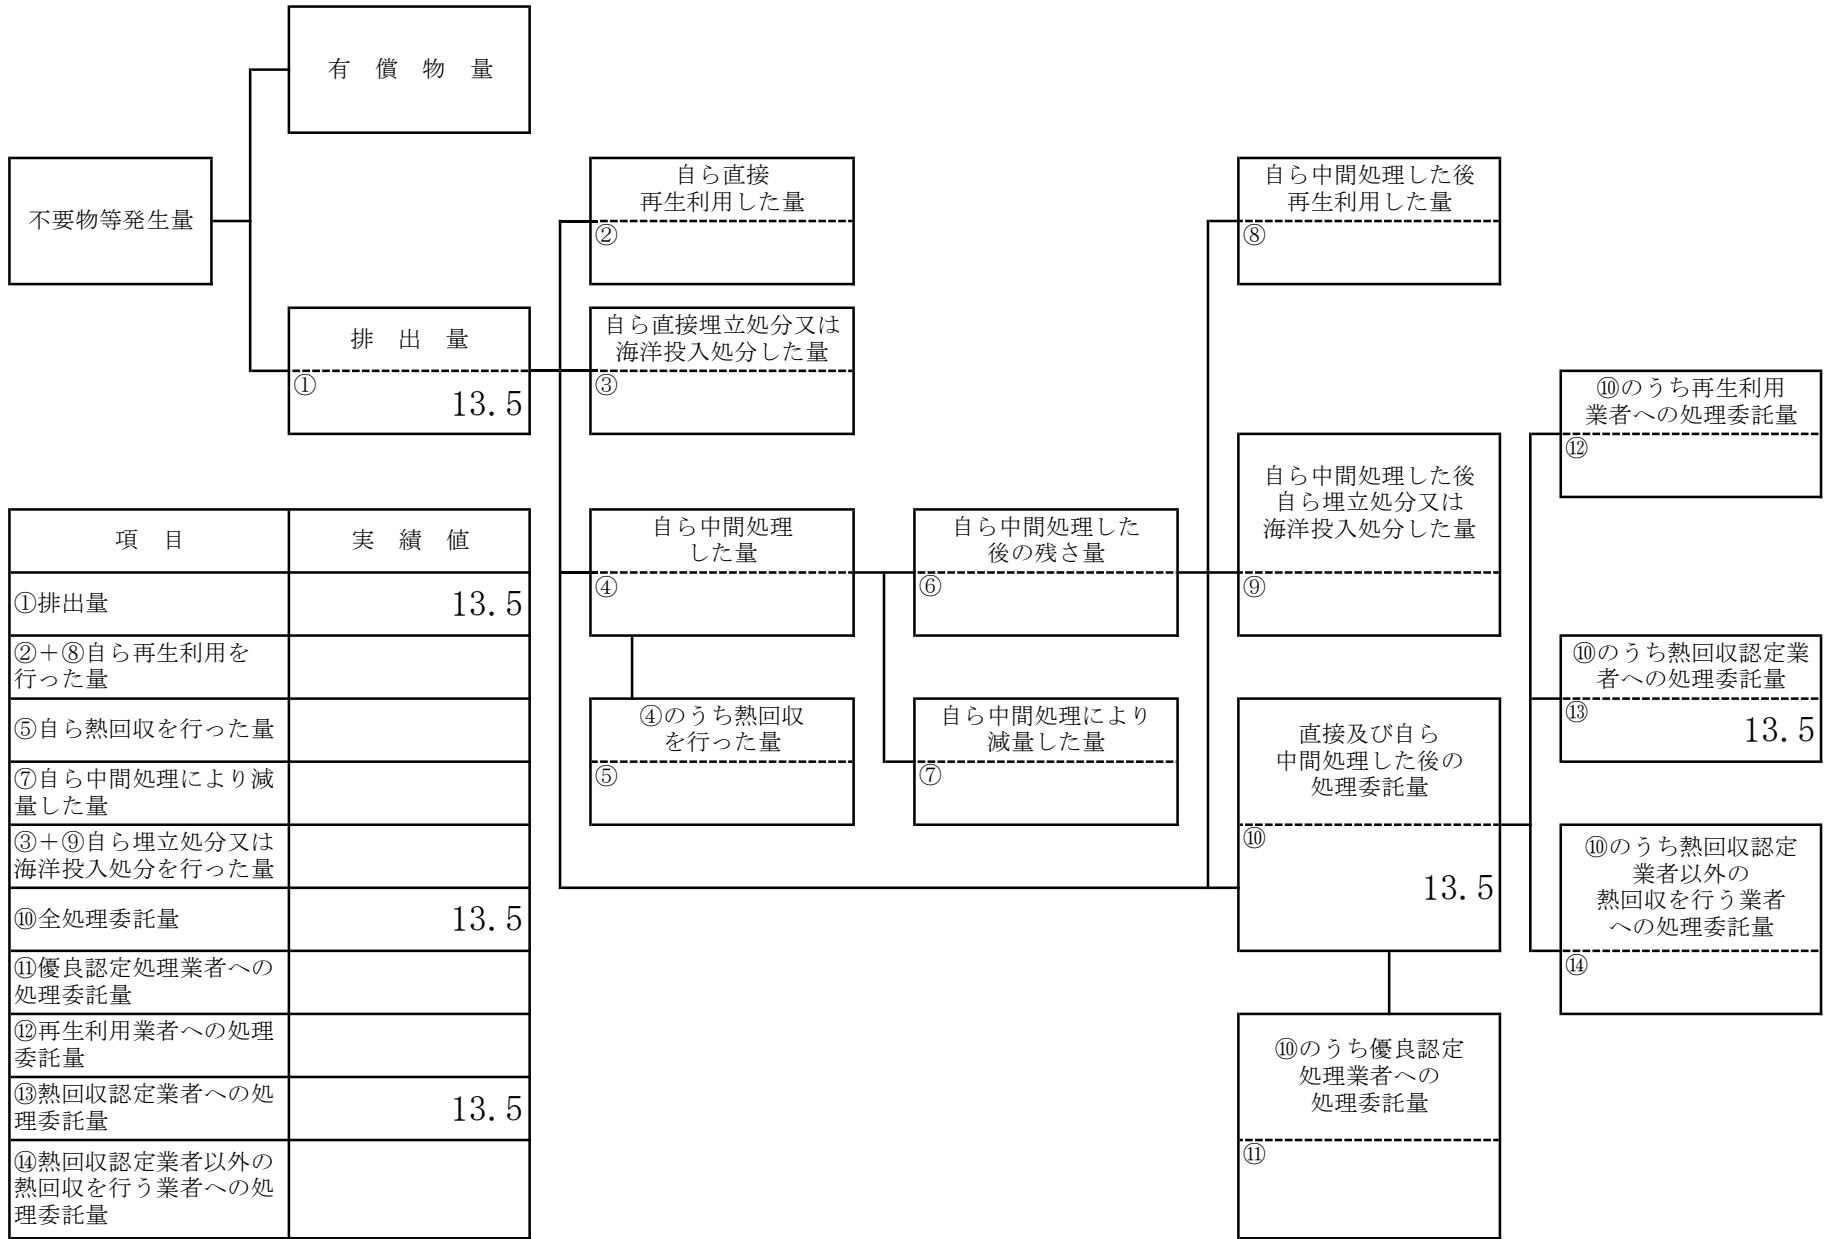 有　償　物　量
不要物等発生量
排　出　量
①
13.5
自ら直接
再生利用した量
②
自ら直接埋立処分又は
海洋投入処分した量
③
自ら中間処理
した量
④
④のうち熱回収
を行った量
⑤
自ら中間処理した
後の残さ量
⑥
自ら中間処理により
減量した量
⑦
自ら中間処理した後
再生利用した量
⑧
自ら中間処理した後
自ら埋立処分又は
海洋投入処分した量
⑨
直接及び自ら
中間処理した後の
処理委託量
⑩
13.5
⑩のうち優良認定
処理業者への
処理委託量
⑪
⑩のうち再生利用
業者への処理委託量
⑫
⑩のうち熱回収認定業
者への処理委託量
⑬
13.5
⑩のうち熱回収認定
業者以外の
熱回収を行う業者
への処理委託量
⑭
項　目　実　績　値
①排出量　13.5
②＋⑧自ら再生利用を
行った量
⑤自ら熱回収を行った量
⑦自ら中間処理により減
量した量
③＋⑨自ら埋立処分又は
海洋投入処分を行った量
⑩全処理委託量　13.5
⑪優良認定処理業者への
処理委託量
⑫再生利用業者への処理
委託量
⑬熱回収認定業者への処
理委託量　13.5
⑭熱回収認定業者以外の
熱回収を行う業者への処
理委託量